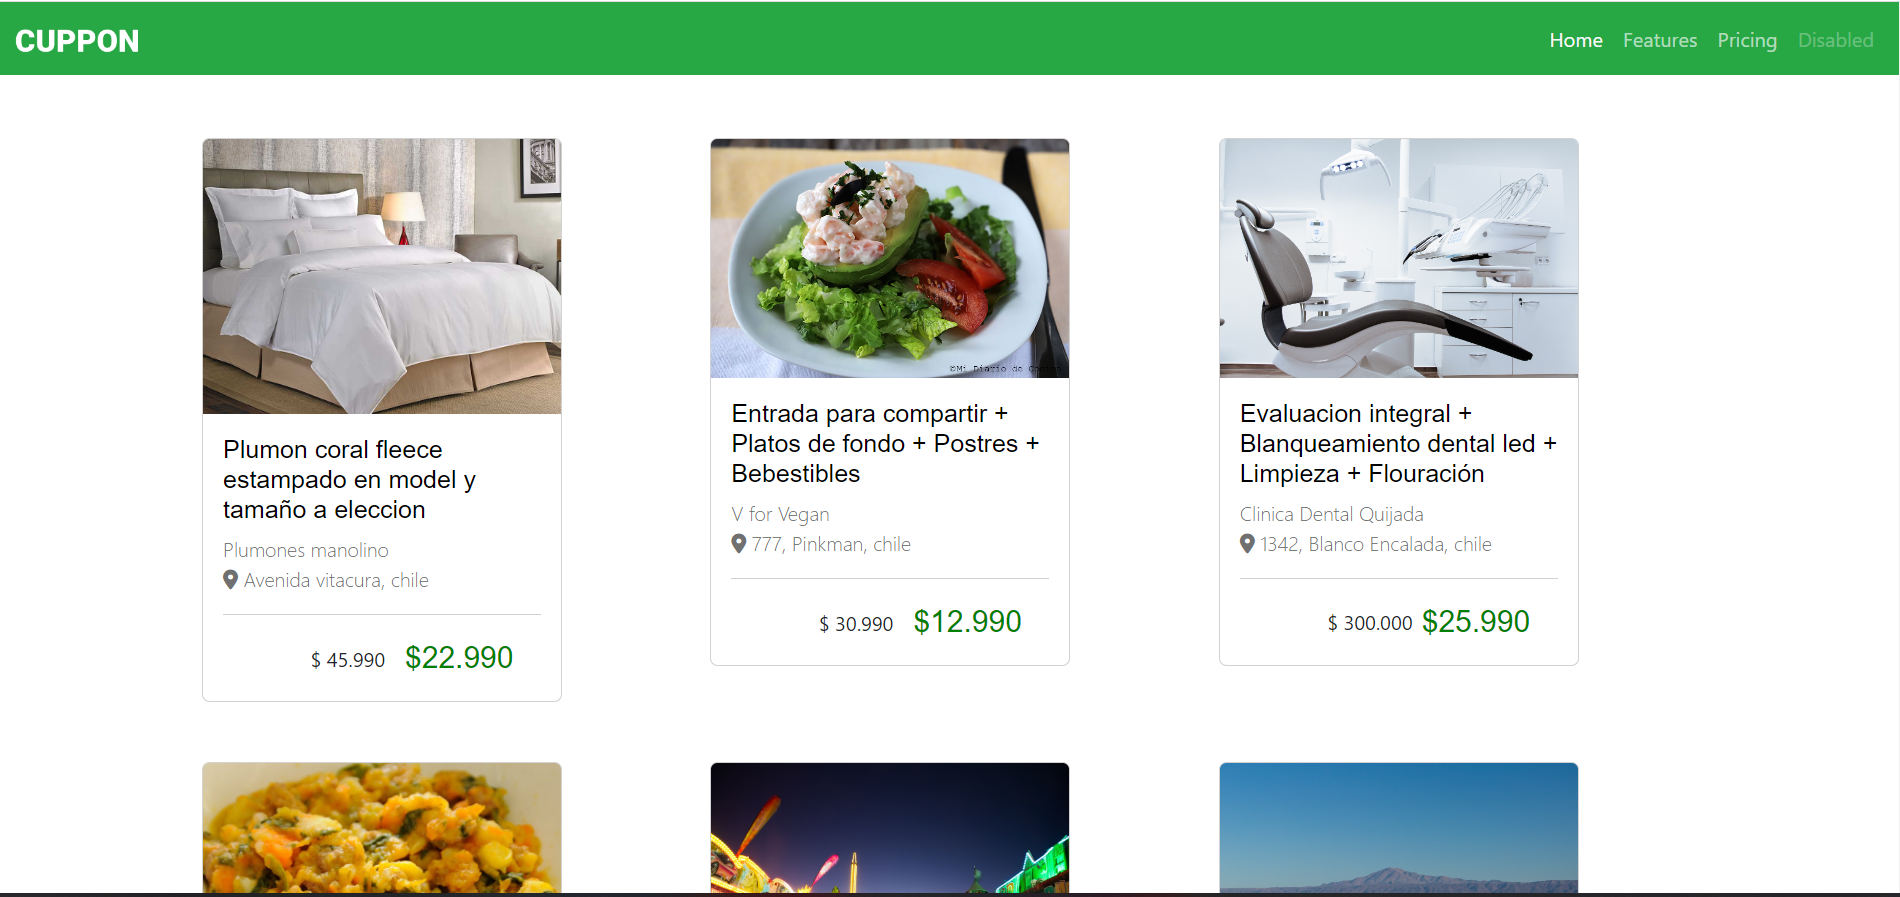 CUPPON
Home Features Pricing Disabled
©Mi Diario de Cocina
Plumon coral fleece
estampado en model y
tamaño a eleccion
Plumones manolino
Avenida vitacura, chile
$ 45.990 $22.990
Entrada para compartir +
Platos de fondo + Postres +
Bebestibles
V for Vegan
777, Pinkman, chile
$ 30.990 $12.990
Evaluacion integral +
Blanqueamiento dental led +
Limpieza + Flouración
Clinica Dental Quijada
1342, Blanco Encalada, chile
$ 300.000 $25.990